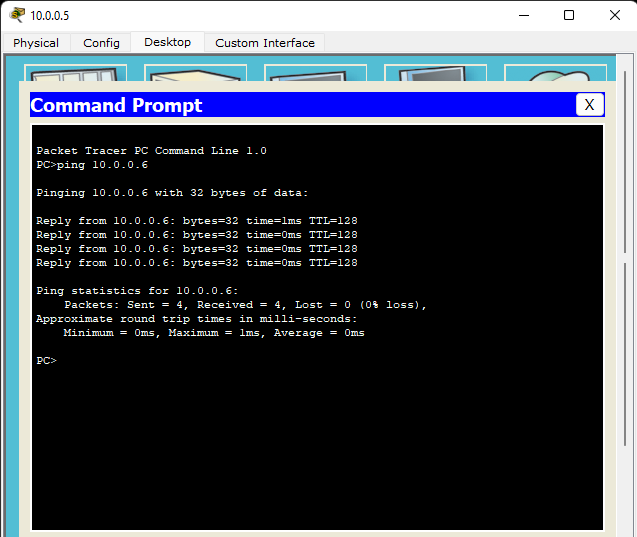 10.0.0.5
Physical Config Desktop Custom Interface
Command Prompt X
Packet Tracer PC Command Line 1.0
PC>ping 10.0.0.6
Pinging 10.0.0.6 with 32 bytes of data:
Reply from 10.0.0.6: bytes=32 time=1ms TTL=128
Reply from 10.0.0.6: bytes=32 time=0ms TTL=128
Reply from 10.0.0.6: bytes=32 time=0ms TTL=128
Reply from 10.0.0.6: bytes=32 time=0ms TTL=128
Ping statistics for 10.0.0.6:
Packets: Sent = 4, Received = 4, Lost = 0 (0% loss),
Approximate round trip times in milli-seconds:
Minimum = 0ms, Maximum = 1ms, Average = 0ms
PC>